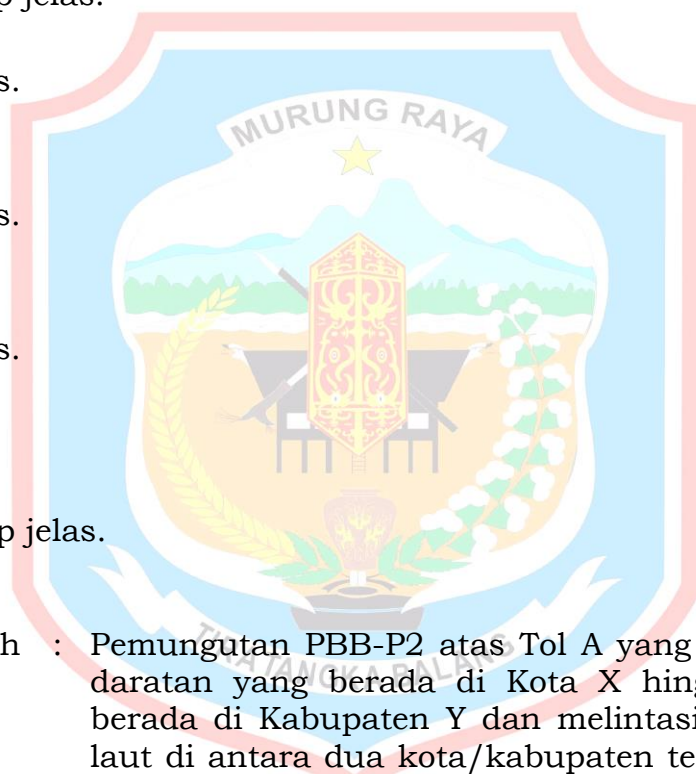 p jelas.
s.
MURUNG RAYA
s.
s.
p jelas.
h : Pemungutan PBB-P2 atas Tol A yang
TIRA TANGKA BALANG
daratan yang berada di Kota X hing
berada di Kabupaten Y dan melintasi
laut di antara dua kota/kabupaten te